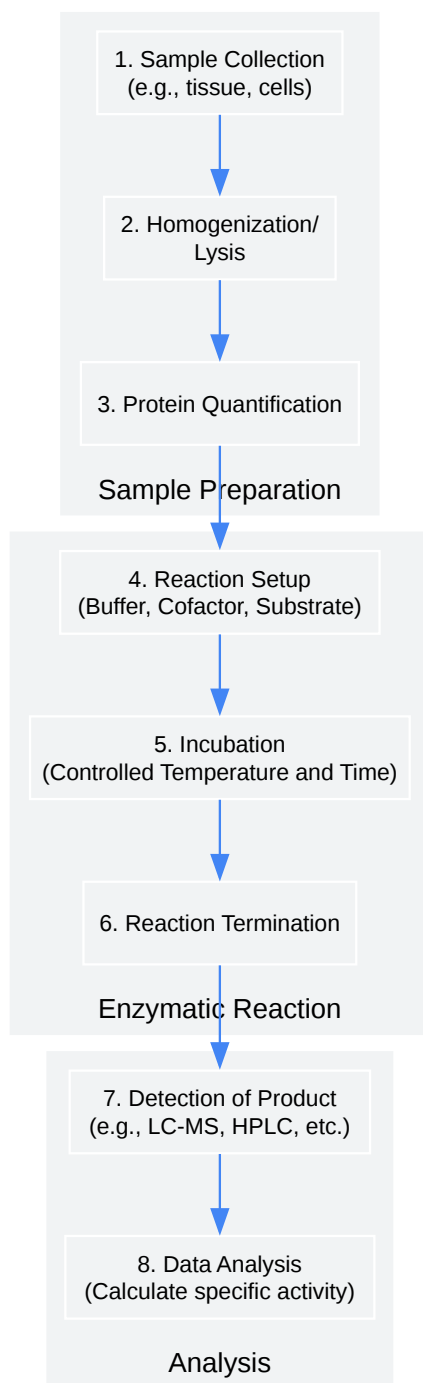 1. Sample Collection
(e.g., tissue, cells)
2. Homogenization/
Lysis
3. Protein Quantification
Sample Preparation
4. Reaction Setup
(Buffer, Cofactor, Substrate)
5. Incubation
(Controlled Temperature and Time)
6. Reaction Termination
Enzymatic Reaction
7. Detection of Product
(e.g., LC-MS, HPLC, etc.)
8. Data Analysis
(Calculate specific activity)
Analysis